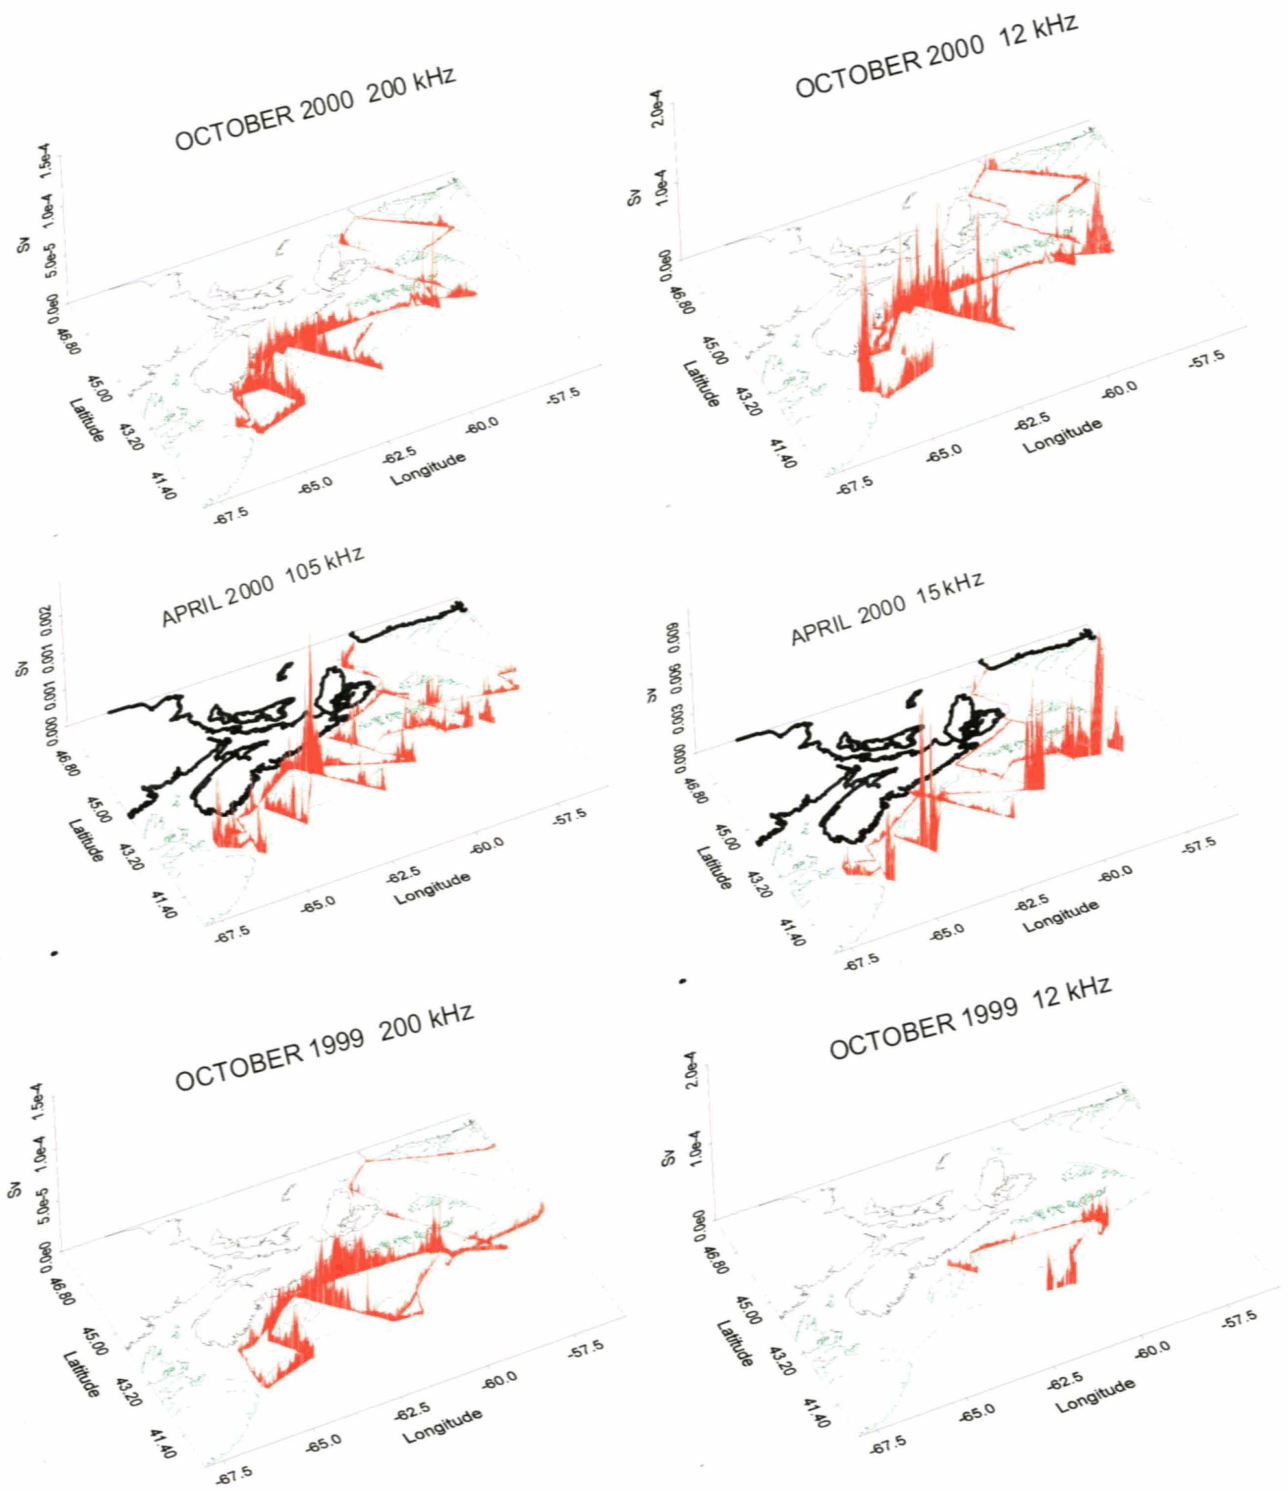 OCTOBER 2000 200 kHz
Sv
0.0e0 5.0e-5 1.0e-4 1.5e-4
46.80 45.00 43.20 41.40
Latitude
-67.5 -65.0 -62.5 -60.0 -57.5
Longitude
OCTOBER 2000 12 kHz
Sv
0.0e0 1.0e-4 2.0e-4
46.80 45.00 43.20 41.40
Latitude
-67.5 -65.0 -62.5 -60.0 -57.5
Longitude
APRIL 2000 105 kHz
Sv
0.000 0.001 0.001 0.002
46.80 45.00 43.20 41.40
Latitude
-67.5 -65.0 -62.5 -60.0 -57.5
Longitude
APRIL 2000 15 kHz
Sv
0.000 0.003 0.006 0.009
46.80 45.00 43.20 41.40
Latitude
-67.5 -65.0 -62.5 -60.0 -57.5
Longitude
OCTOBER 1999 200 kHz
Sv
0.0e0 5.0e-5 1.0e-4 1.5e-4
46.80 45.00 43.20 41.40
Latitude
-67.5 -65.0 -62.5 -60.0 -57.5
Longitude
OCTOBER 1999 12 kHz
Sv
0.0e0 1.0e-4 2.0e-4
46.80 45.00 43.20 41.40
Latitude
-67.5 -65.0 -62.5 -60.0 -57.5
Longitude